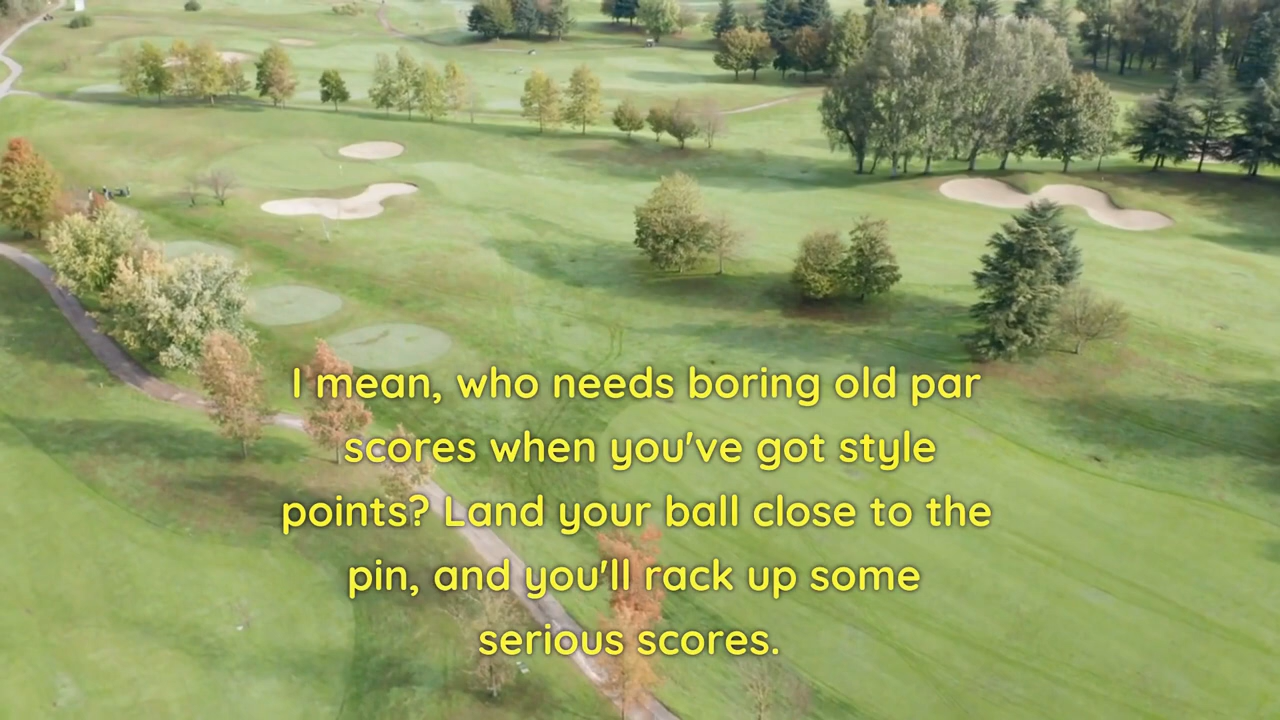 I mean, who needs boring old par
scores when you've got style
points? Land your ball close to the
pin, and you'll rack up some
serious scores.